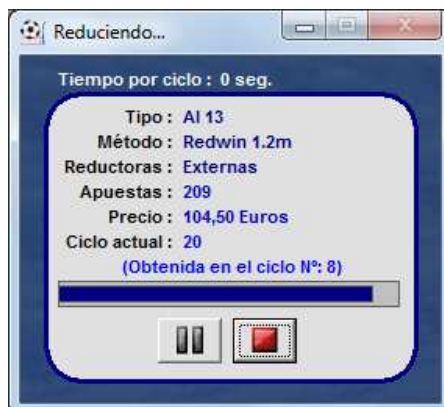 Reduciendo...
Tiempo por ciclo : 0 seg.
Tipo : Al 13
Método : Redwin 1.2m
Reductoras : Externas
Apuestas : 209
Precio : 104,50 Euros
Ciclo actual : 20
(Obtenida en el ciclo Nº: 8)